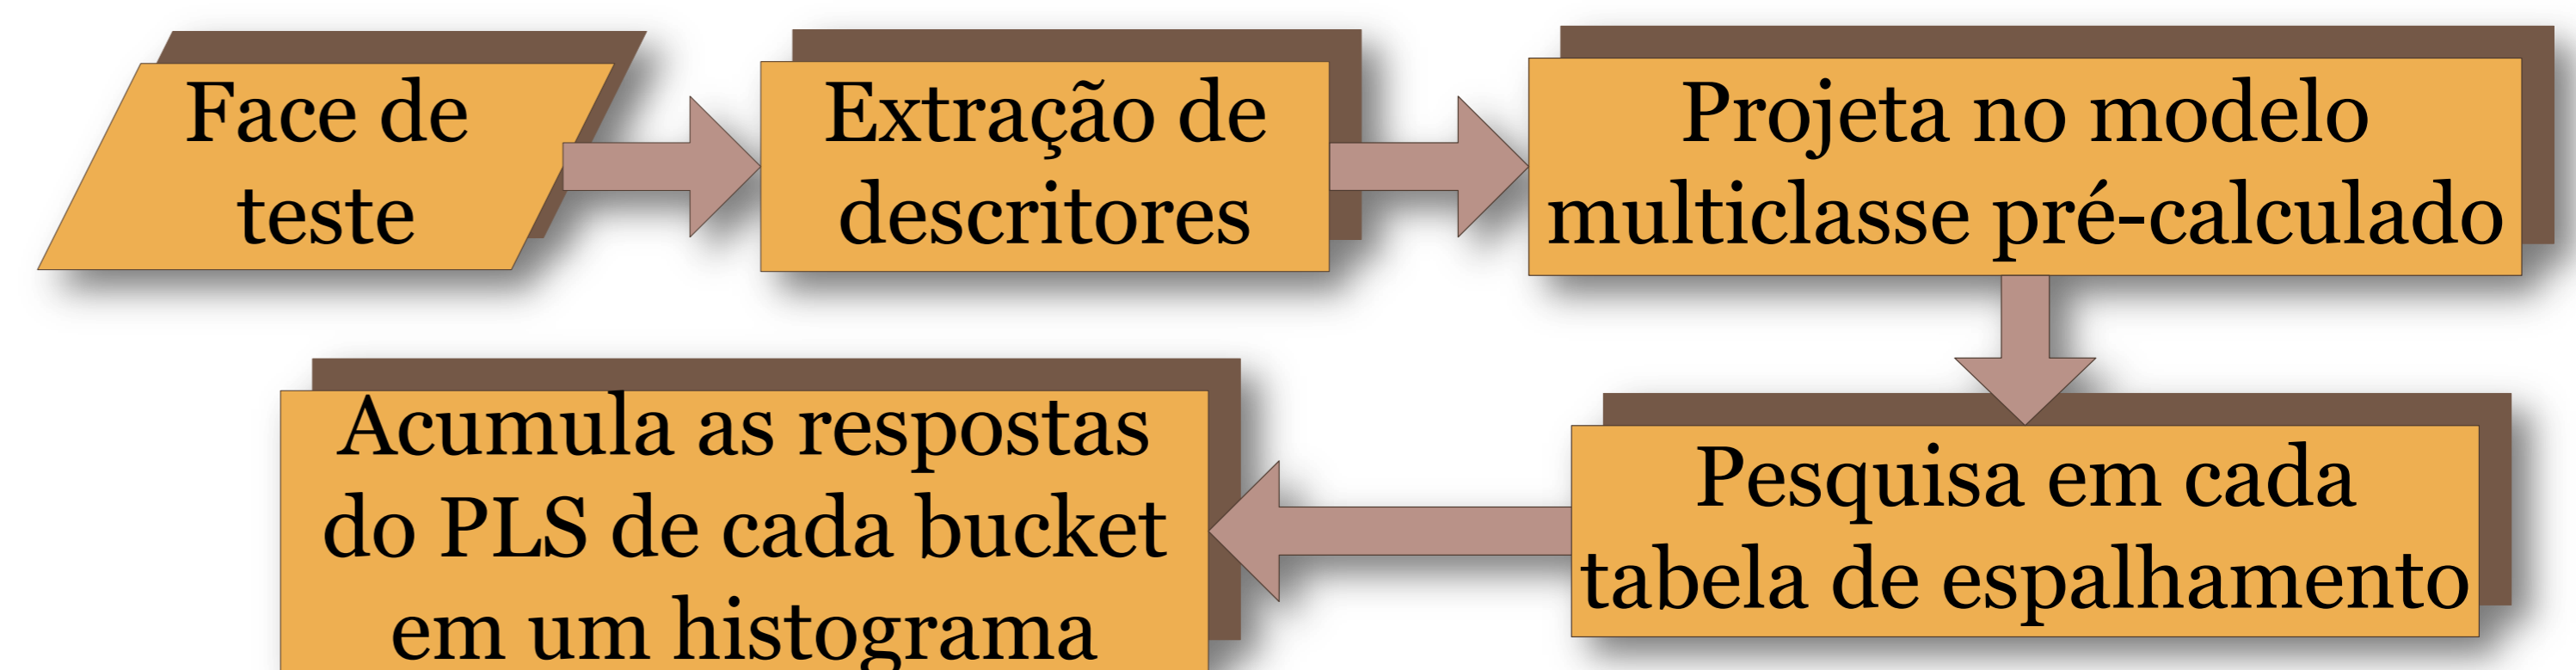 Face de
teste
Extração de
descritores
Projeta no modelo
multiclasse pré-calculado
Pesquisa em cada
tabela de espalhamento
Acumula as respostas
do PLS de cada bucket
em um histograma